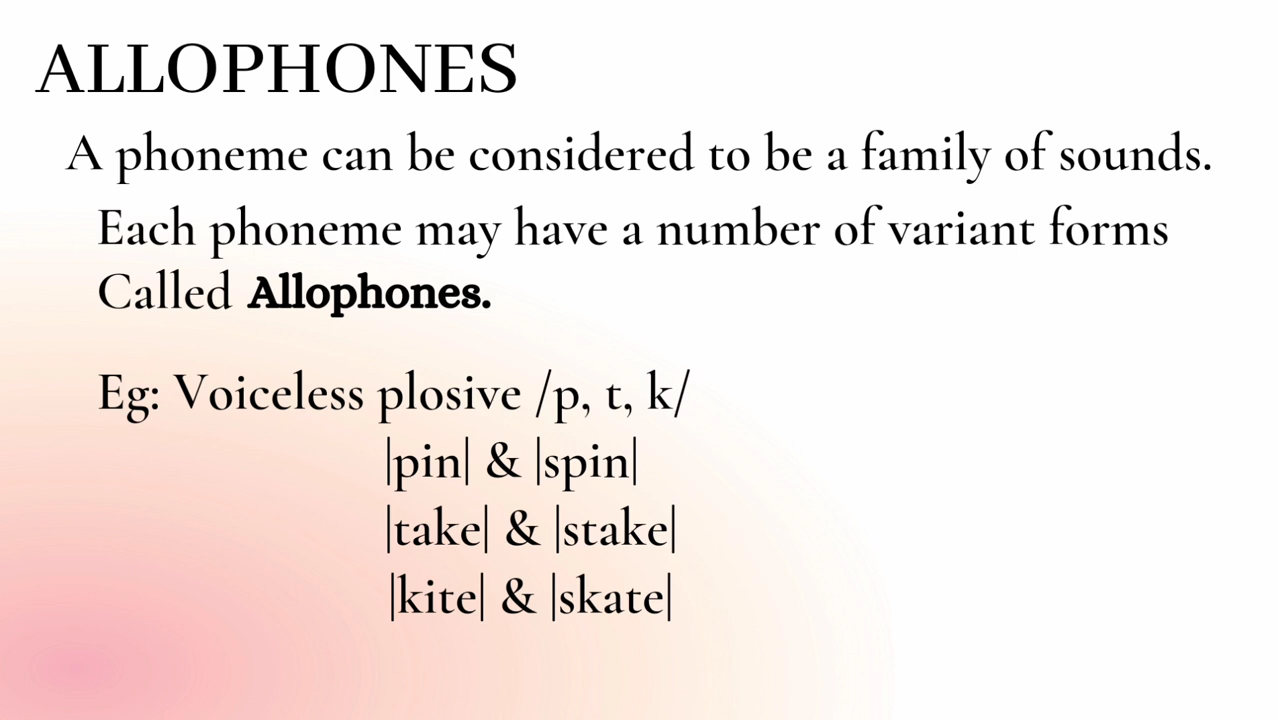 ALLOPHONES
A phoneme can be considered to be a family of sounds.
Each phoneme may have a number of variant forms
Called Allophones.
Eg: Voiceless plosive /p, t, k/
|pin| & |spin|
|take| & |stake|
|kite| & |skate|